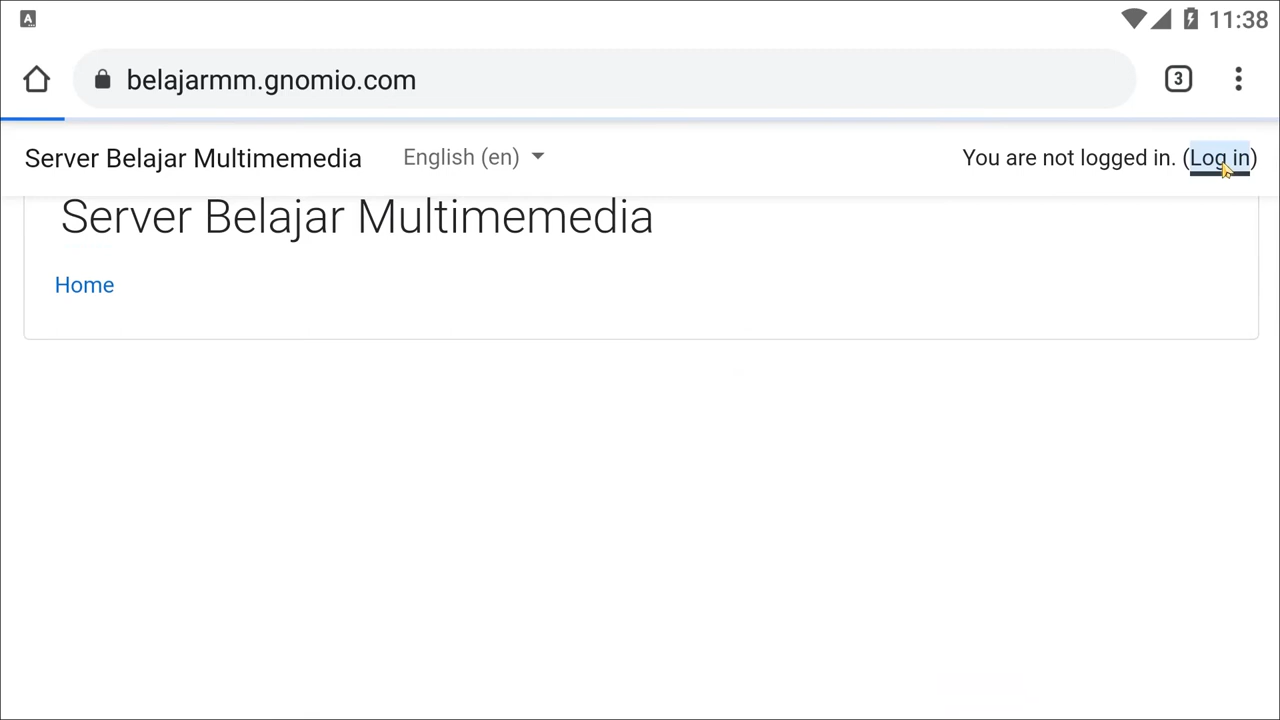 A
11:38
belajarmm.gnomio.com
3
Server Belajar Multimemedia
English (en)
You are not logged in. (Log in)
Server Belajar Multimemedia
Home